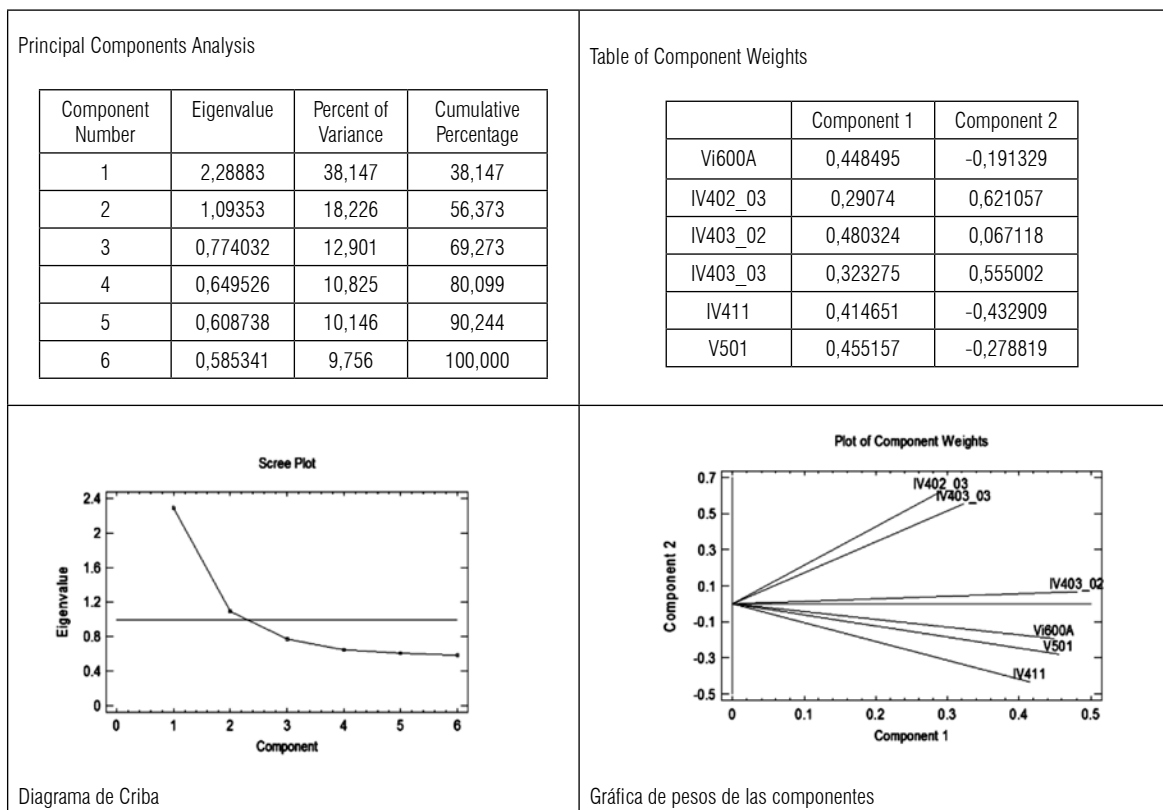 Principal Components Analysis
Component Number Eigenvalue Percent of Variance Cumulative Percentage
1 2,28883 38,147 38,147
2 1,09353 18,226 56,373
3 0,774032 12,901 69,273
4 0,649526 10,825 80,099
5 0,608738 10,146 90,244
6 0,585341 9,756 100,000
Table of Component Weights
Component 1 Component 2
Vi600A 0,448495 -0,191329
IV402_03 0,29074 0,621057
IV403_02 0,480324 0,067118
IV403_03 0,323275 0,555002
IV411 0,414651 -0,432909
V501 0,455157 -0,278819
Scree Plot
Eigenvalue
2.4
2
1.6
1.2
0.8
0.4
0
0 1 2 3 4 5 6
Component
Diagrama de Criba
Plot of Component Weights
Component 2
0.7
0.5
0.3
0.1
-0.1
-0.3
-0.5
IV402_03
IV403_03
IV403_02
Vi600A
V501
IV411
0 0.1 0.2 0.3 0.4 0.5
Component 1
Gráfica de pesos de las componentes